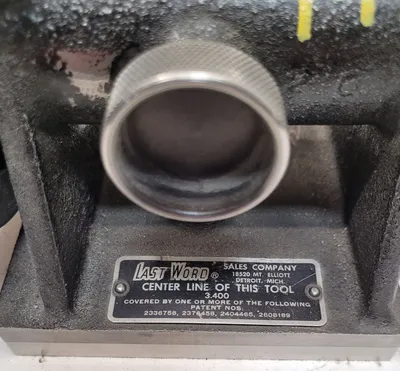 LAST WORD® SALES COMPANY
18520 MT. ELLIOTT
DETROIT, MICH.
CENTER LINE OF THIS TOOL
3.400
COVERED BY ONE OR MORE OF THE FOLLOWING
PATENT NOS.
2336758, 2376458, 2404465, 2609189